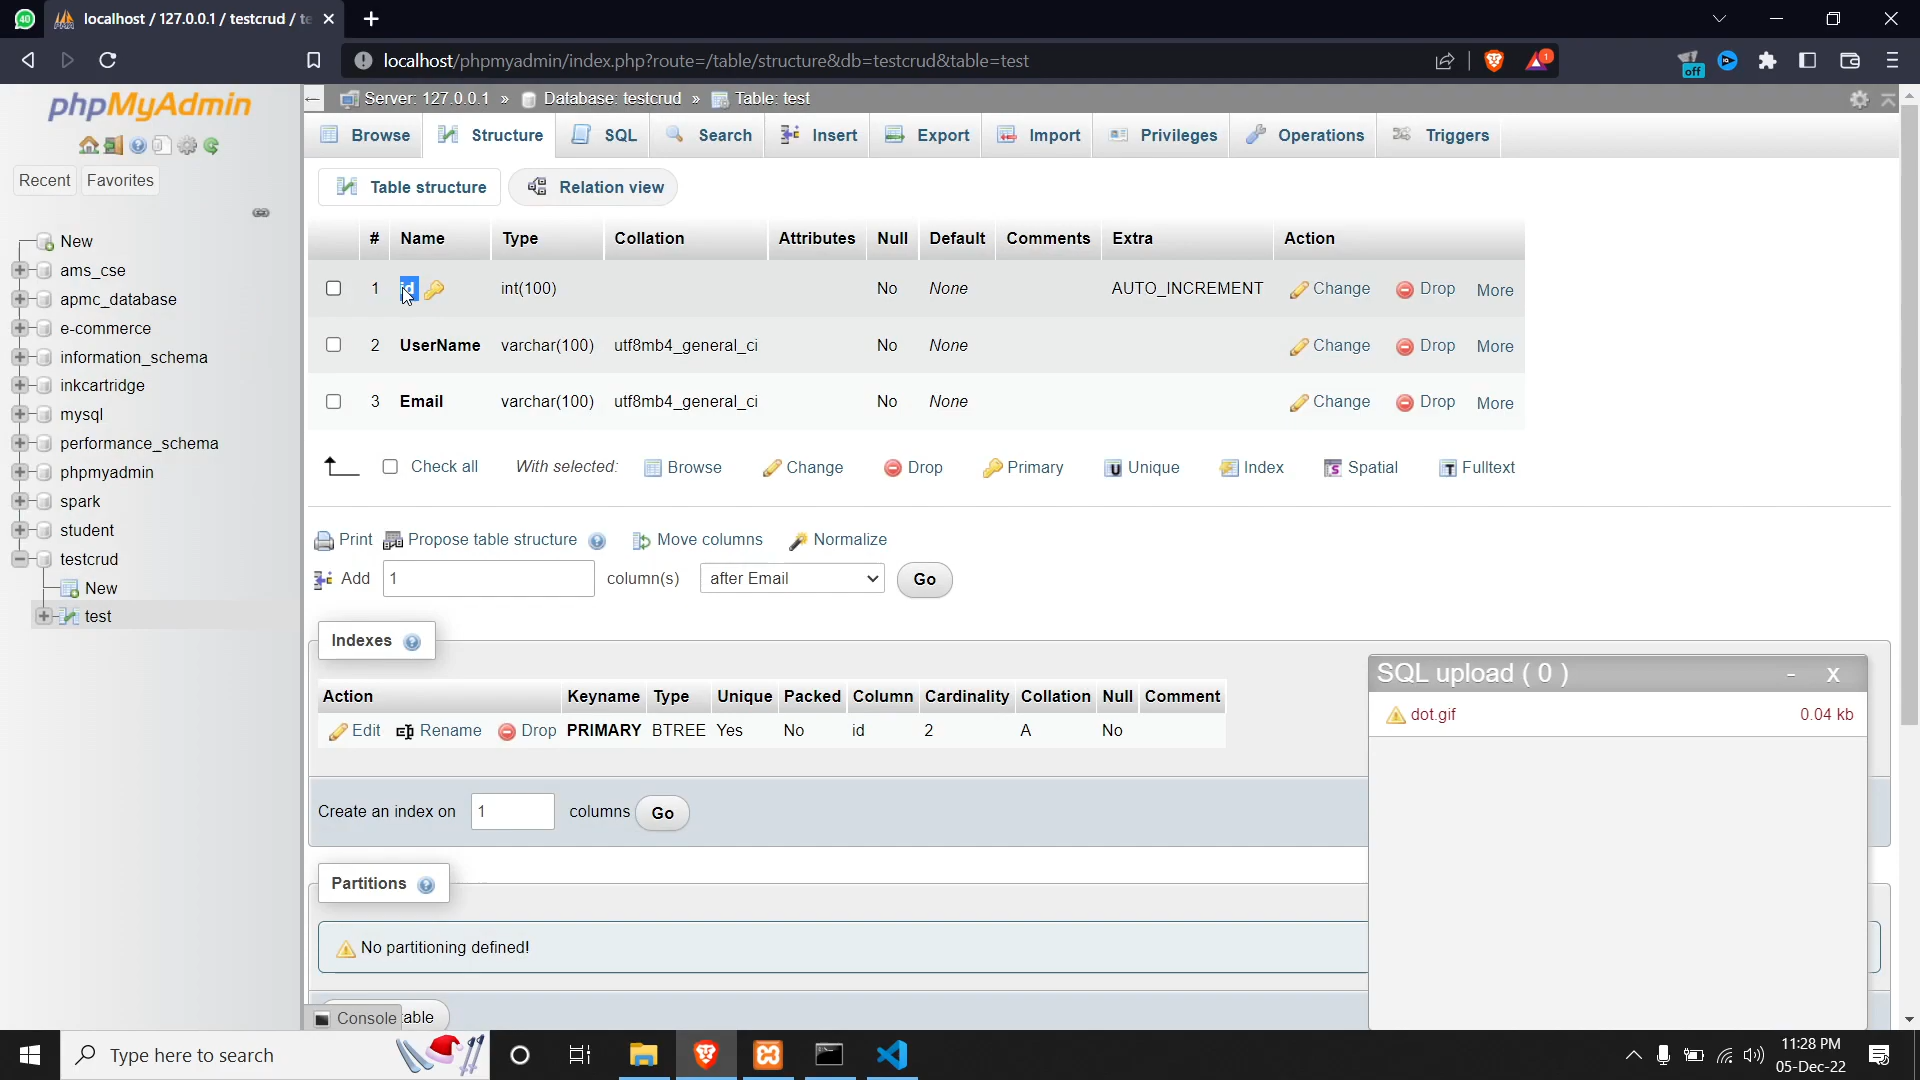 40 localhost / 127.0.0.1 / testcrud / te
localhost/phpmyadmin/index.php?route=/table/structure&db=testcrud&table=test
1
off
phpMyAdmin
Recent Favorites
New
ams_cse
apmc_database
e-commerce
information_schema
inkcartridge
mysql
performance_schema
phpmyadmin
spark
student
testcrud
New
test
Server: 127.0.0.1 » Database: testcrud » Table: test
Browse Structure SQL Search Insert Export Import Privileges Operations Triggers
Table structure Relation view
# Name Type Collation Attributes Null Default Comments Extra Action
1 id int(100) No None AUTO_INCREMENT Change Drop More
2 UserName varchar(100) utf8mb4_general_ci No None Change Drop More
3 Email varchar(100) utf8mb4_general_ci No None Change Drop More
Check all With selected: Browse Change Drop Primary Unique Index Spatial Fulltext
Print Propose table structure Move columns Normalize
Add 1 column(s) after Email Go
Indexes
Action Keyname Type Unique Packed Column Cardinality Collation Null Comment
Edit Rename Drop PRIMARY BTREE Yes No id 2 A No
Create an index on 1 columns Go
Partitions
No partitioning defined!
Console table
SQL upload ( 0 ) - x
dot.gif 0.04 kb
Type here to search
11:28 PM
05-Dec-22